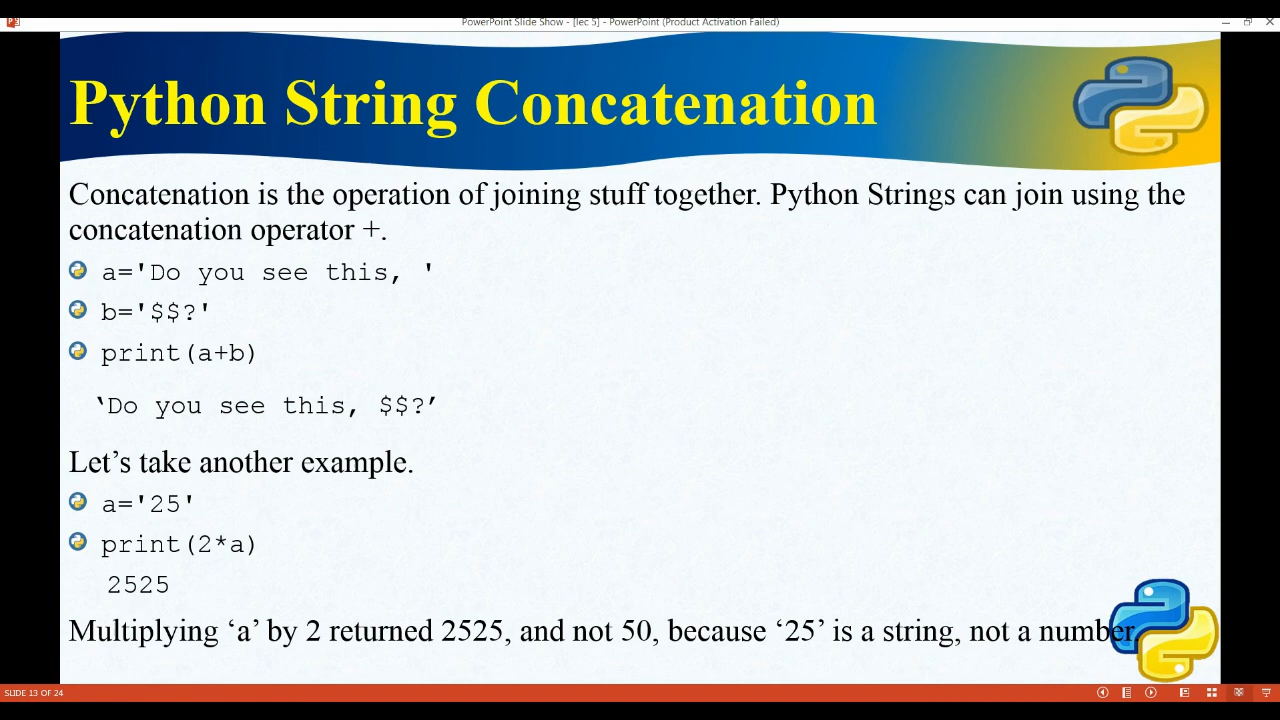 PowerPoint Slide Show - [lec 5] - PowerPoint (Product Activation Failed)
Python String Concatenation
Concatenation is the operation of joining stuff together. Python Strings can join using the
concatenation operator +.
a='Do you see this, '
b='$$?'
print(a+b)
‘Do you see this, $$?’
Let’s take another example.
a='25'
print(2*a)
2525
Multiplying ‘a’ by 2 returned 2525, and not 50, because ‘25’ is a string, not a number.
SLIDE 13 OF 24